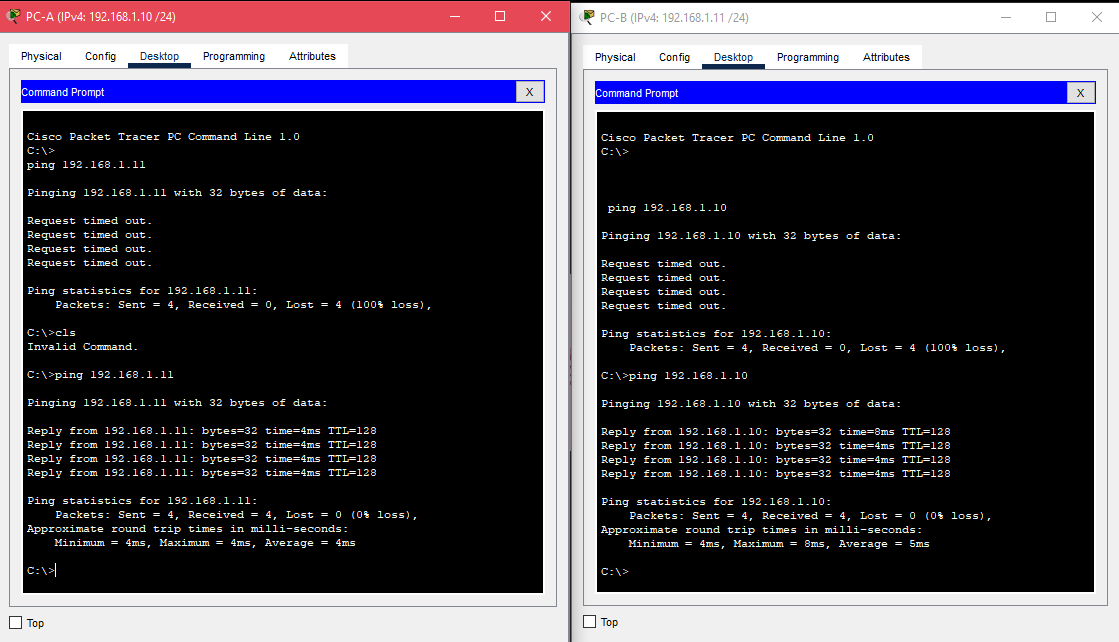 PC-A (IPv4: 192.168.1.10 /24)
Physical Config Desktop Programming Attributes
Command Prompt X
Cisco Packet Tracer PC Command Line 1.0
C:\>
ping 192.168.1.11
Pinging 192.168.1.11 with 32 bytes of data:
Request timed out.
Request timed out.
Request timed out.
Request timed out.
Ping statistics for 192.168.1.11:
Packets: Sent = 4, Received = 0, Lost = 4 (100% loss),
C:\>cls
Invalid Command.
C:\>ping 192.168.1.11
Pinging 192.168.1.11 with 32 bytes of data:
Reply from 192.168.1.11: bytes=32 time=4ms TTL=128
Reply from 192.168.1.11: bytes=32 time=4ms TTL=128
Reply from 192.168.1.11: bytes=32 time=4ms TTL=128
Reply from 192.168.1.11: bytes=32 time=4ms TTL=128
Ping statistics for 192.168.1.11:
Packets: Sent = 4, Received = 4, Lost = 0 (0% loss),
Approximate round trip times in milli-seconds:
Minimum = 4ms, Maximum = 4ms, Average = 4ms
C:\>
Top
PC-B (IPv4: 192.168.1.11 /24)
Physical Config Desktop Programming Attributes
Command Prompt X
Cisco Packet Tracer PC Command Line 1.0
C:\>
ping 192.168.1.10
Pinging 192.168.1.10 with 32 bytes of data:
Request timed out.
Request timed out.
Request timed out.
Request timed out.
Ping statistics for 192.168.1.10:
Packets: Sent = 4, Received = 0, Lost = 4 (100% loss),
C:\>ping 192.168.1.10
Pinging 192.168.1.10 with 32 bytes of data:
Reply from 192.168.1.10: bytes=32 time=8ms TTL=128
Reply from 192.168.1.10: bytes=32 time=4ms TTL=128
Reply from 192.168.1.10: bytes=32 time=4ms TTL=128
Reply from 192.168.1.10: bytes=32 time=4ms TTL=128
Ping statistics for 192.168.1.10:
Packets: Sent = 4, Received = 4, Lost = 0 (0% loss),
Approximate round trip times in milli-seconds:
Minimum = 4ms, Maximum = 8ms, Average = 5ms
C:\>
Top